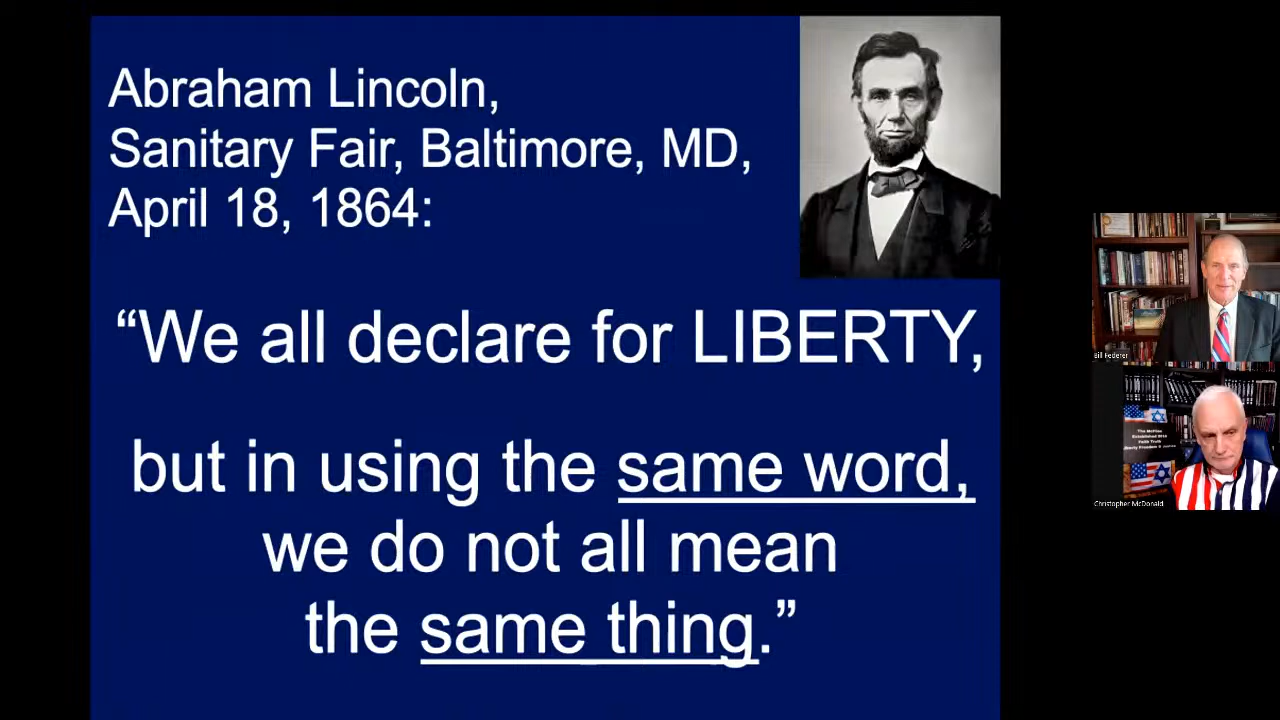 Abraham Lincoln,
Sanitary Fair, Baltimore, MD,
April 18, 1864:
“We all declare for LIBERTY,
but in using the same word,
we do not all mean
the same thing.”
Bill Federer
Christopher McDonald